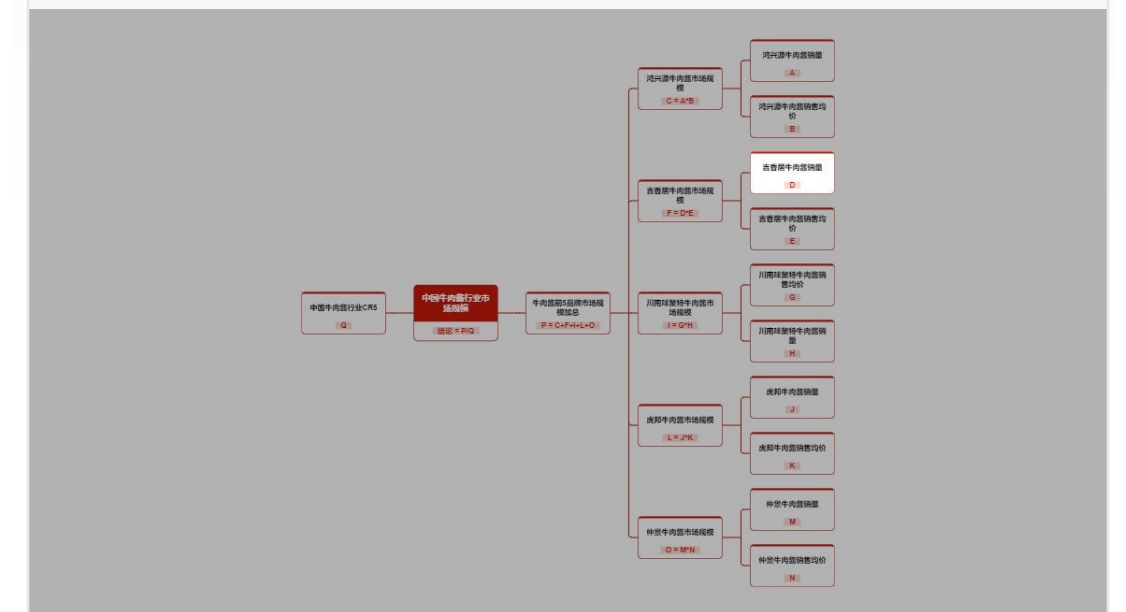 鸿兴源牛肉酱销量
A
鸿兴源牛肉酱市场规
模
C = A*B
鸿兴源牛肉酱销售均
价
B
吉香居牛肉酱销量
D
吉香居牛肉酱市场规
模
F = D*E
吉香居牛肉酱销售均
价
E
川南味聚特牛肉酱销
售均价
G
中国牛肉酱行业CR5
Q
中国牛肉酱行业市
场规模
结论 = P/Q
牛肉酱前5品牌市场规
模加总
P = C+F+I+L+O
川南味聚特牛肉酱市
场规模
I = G*H
川南味聚特牛肉酱销
量
H
虎邦牛肉酱销量
J
虎邦牛肉酱市场规模
L = J*K
虎邦牛肉酱销售均价
K
仲景牛肉酱销量
M
仲景牛肉酱市场规模
O = M*N
仲景牛肉酱销售均价
N